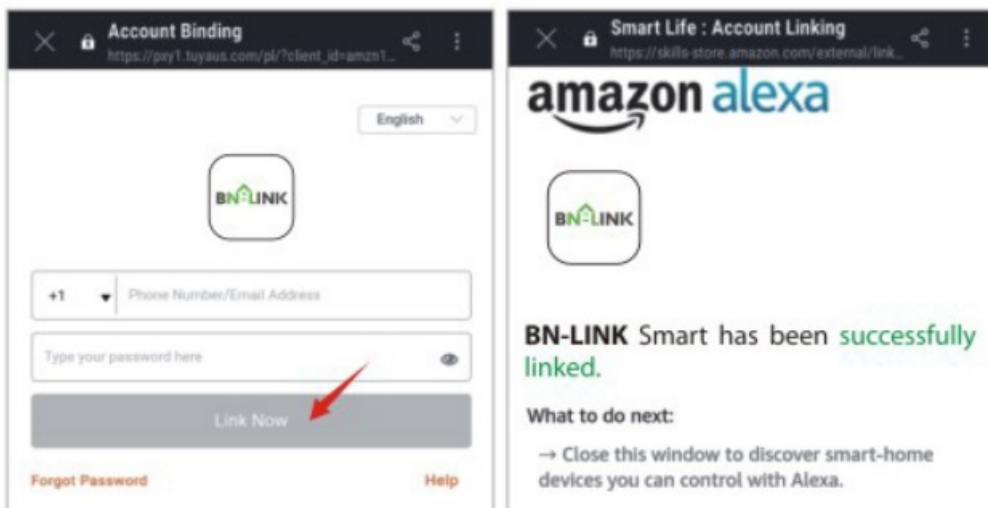 Account Binding
https://pxy1.tuyaus.com/pl/?client_id=amzn1...
English
BN-LINK
+1
Phone Number/Email Address
Type your password here
Link Now
Forgot Password
Help
Smart Life : Account Linking
https://skills-store.amazon.com/external/link...
amazon alexa
BN-LINK
BN-LINK Smart has been successfully
linked.
What to do next:
→ Close this window to discover smart-home
devices you can control with Alexa.